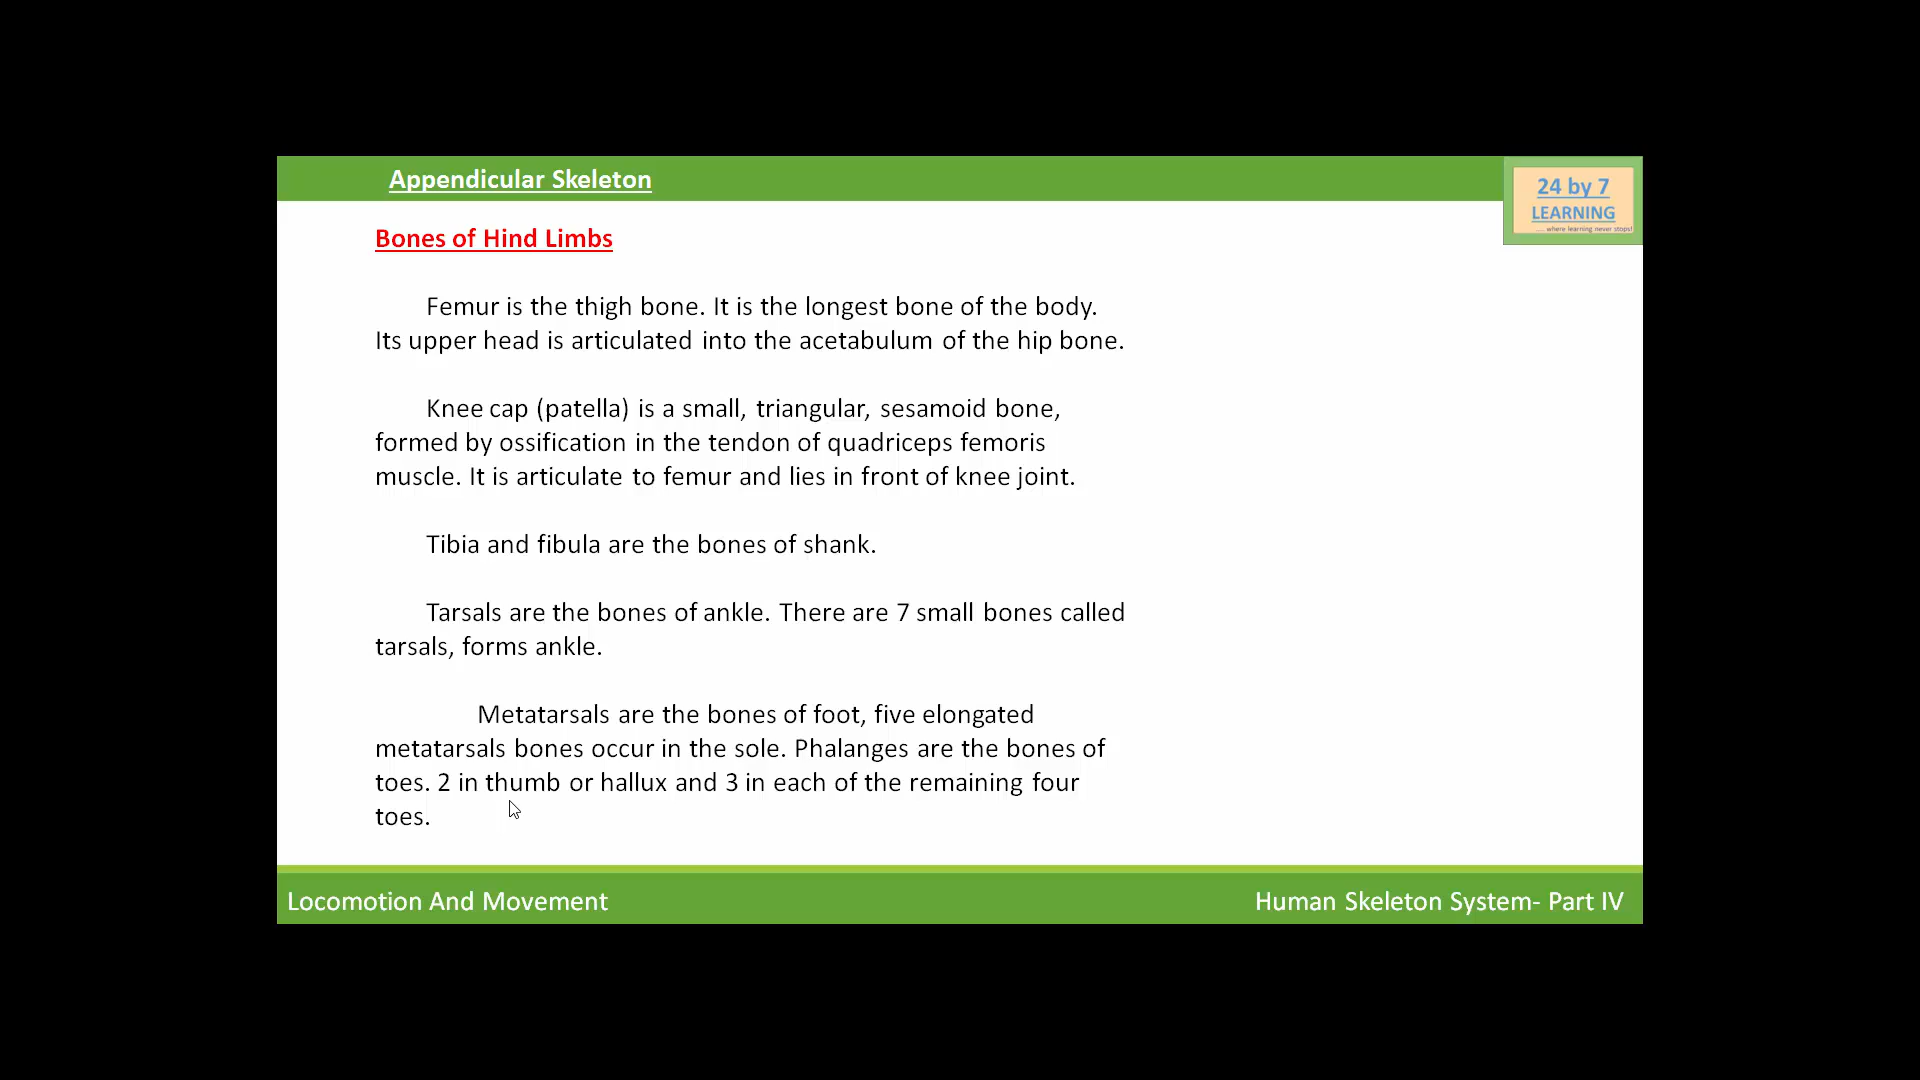 Appendicular Skeleton
24 by 7
LEARNING
.... where learning never stops!
Bones of Hind Limbs
Femur is the thigh bone. It is the longest bone of the body.
Its upper head is articulated into the acetabulum of the hip bone.
Knee cap (patella) is a small, triangular, sesamoid bone,
formed by ossification in the tendon of quadriceps femoris
muscle. It is articulate to femur and lies in front of knee joint.
Tibia and fibula are the bones of shank.
Tarsals are the bones of ankle. There are 7 small bones called
tarsals, forms ankle.
Metatarsals are the bones of foot, five elongated
metatarsals bones occur in the sole. Phalanges are the bones of
toes. 2 in thumb or hallux and 3 in each of the remaining four
toes.
Locomotion And Movement
Human Skeleton System- Part IV